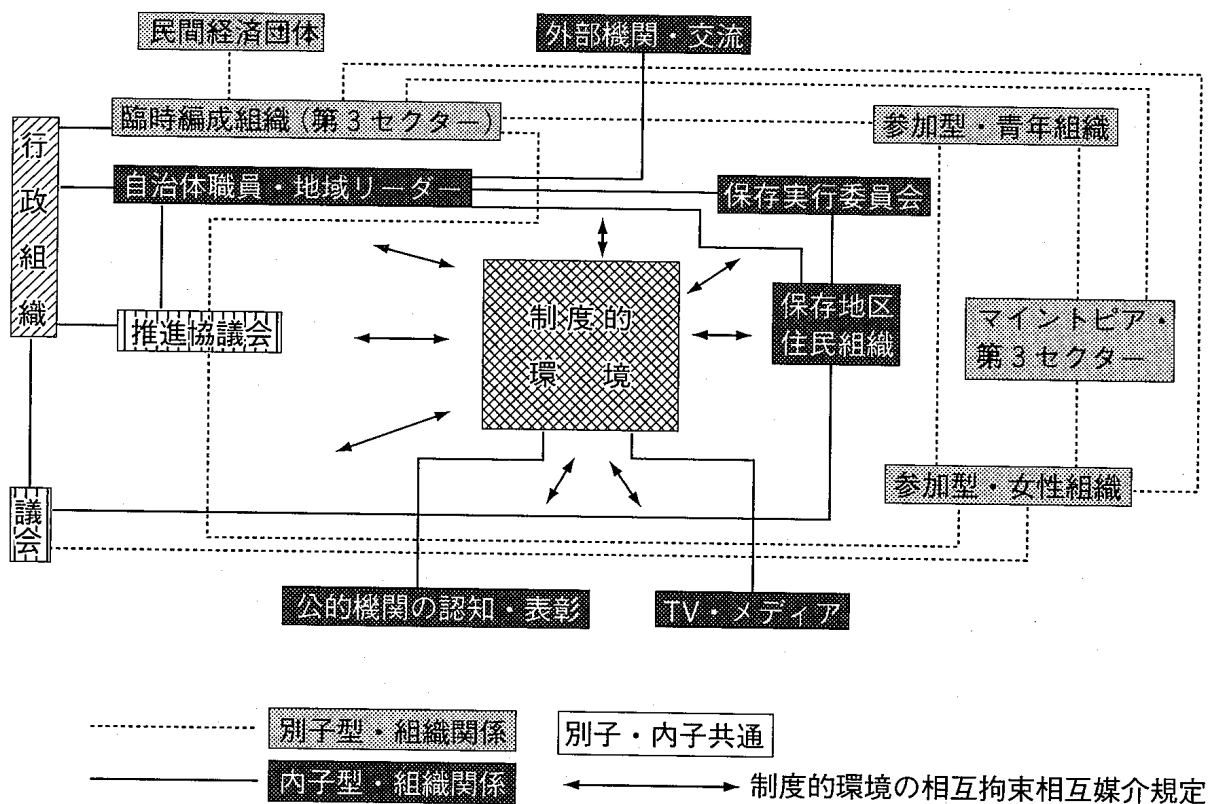 民間経済団体
外部機関・交流
臨時編成組織(第3セクター)
参加型・青年組織
行政組織
自治体職員・地域リーダー
保存実行委員会
制度的
環境
保存地区
住民組織
マイントピア・
第3セクター
推進協議会
参加型・女性組織
議会
公的機関の認知・表彰
TV・メディア
別子型・組織関係
別子・内子共通
内子型・組織関係
制度的環境の相互拘束相互媒介規定